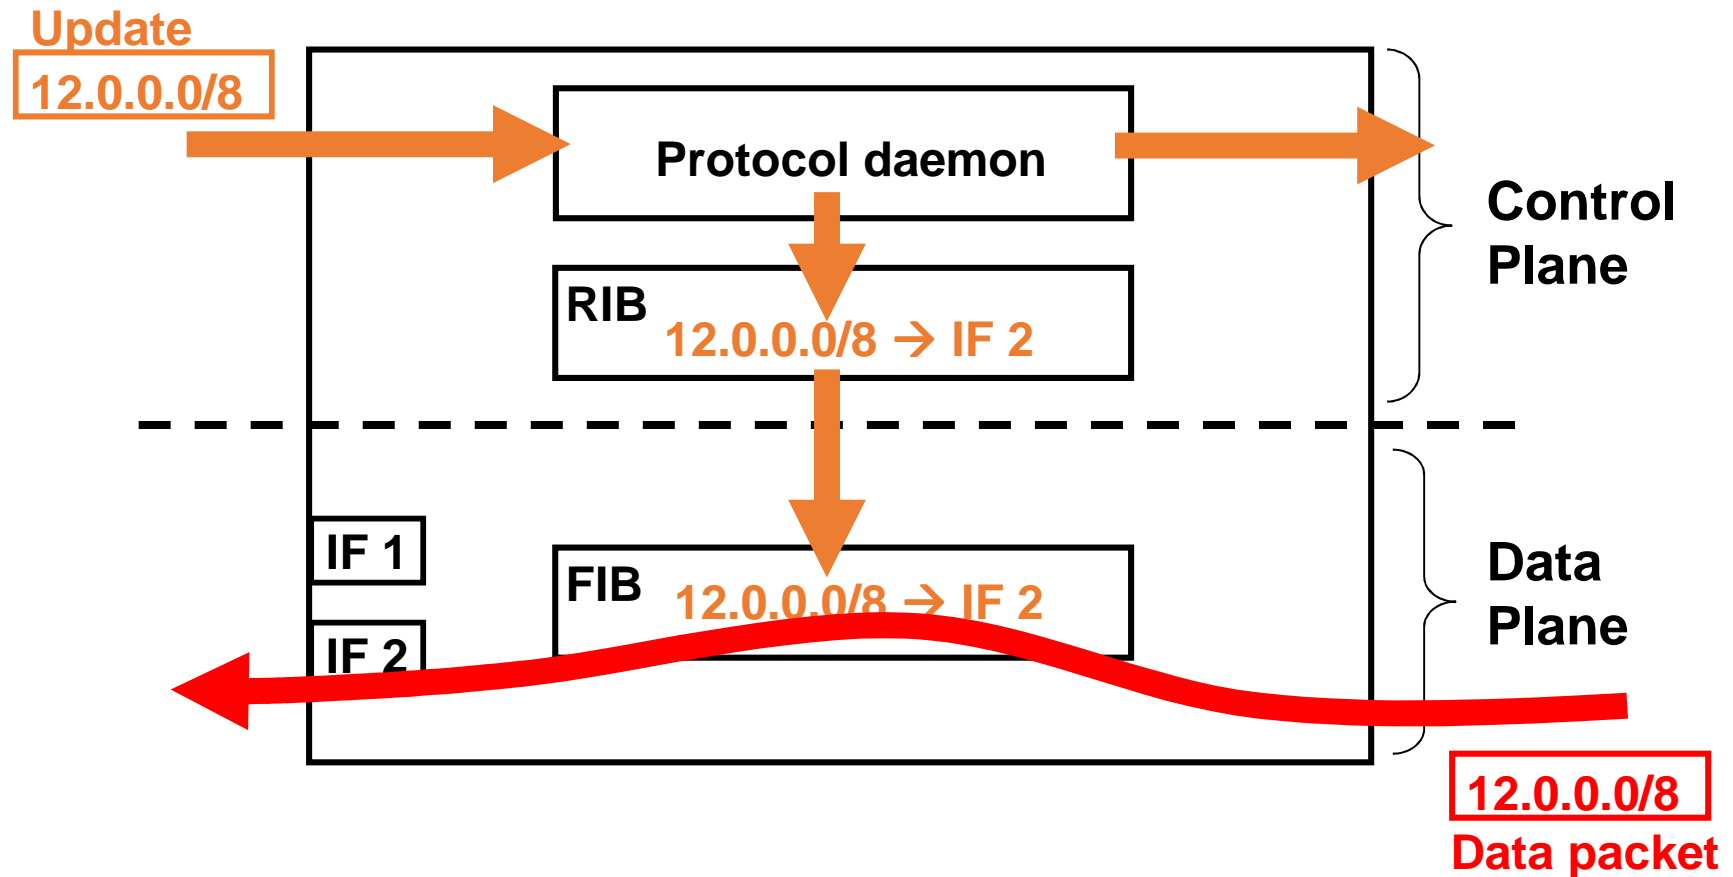 Update
12.0.0.0/8
Protocol daemon
Control
Plane
RIB
12.0.0.0/8 → IF 2
IF 1
FIB
12.0.0.0/8 → IF 2
IF 2
Data
Plane
12.0.0.0/8
Data packet